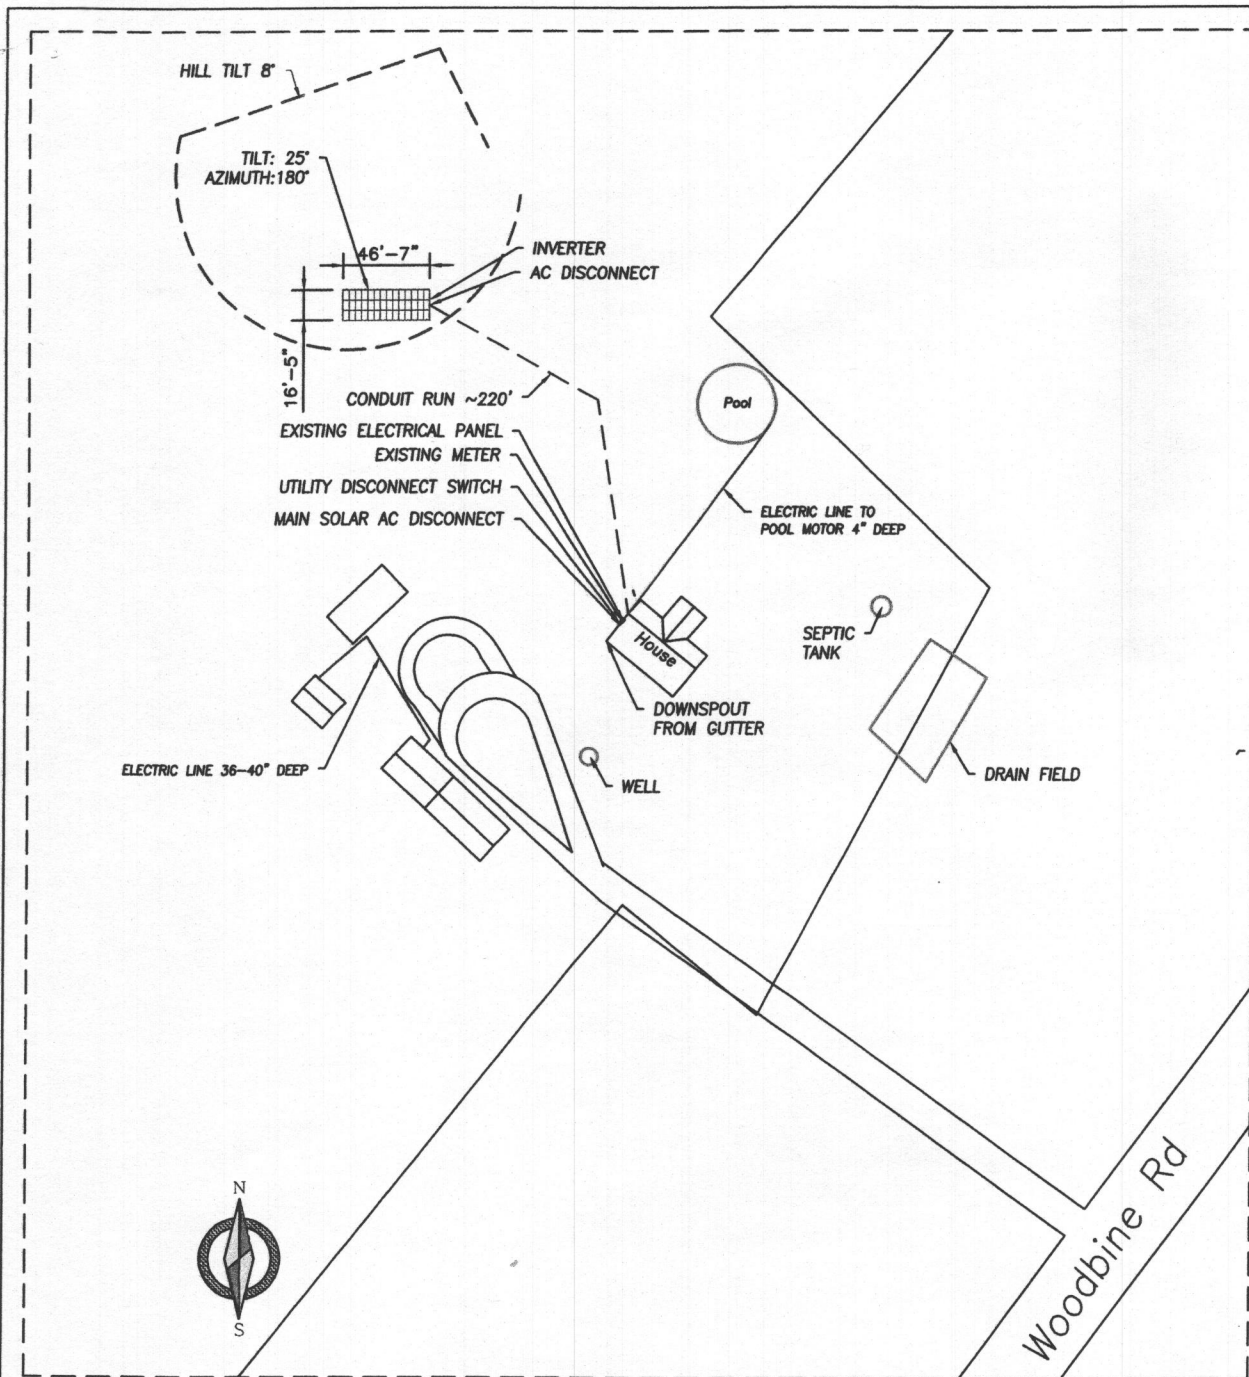 HILL TILT 8°
TILT: 25°
AZIMUTH:180°
46'-7"
INVERTER
AC DISCONNECT
16'-5"
CONDUIT RUN ~220'
Pool
EXISTING ELECTRICAL PANEL
EXISTING METER
UTILITY DISCONNECT SWITCH
MAIN SOLAR AC DISCONNECT
ELECTRIC LINE TO
POOL MOTOR 4" DEEP
House
SEPTIC
TANK
DOWNSPOUT
FROM GUTTER
ELECTRIC LINE 36-40" DEEP
WELL
DRAIN FIELD
Woodbine Rd
N
S